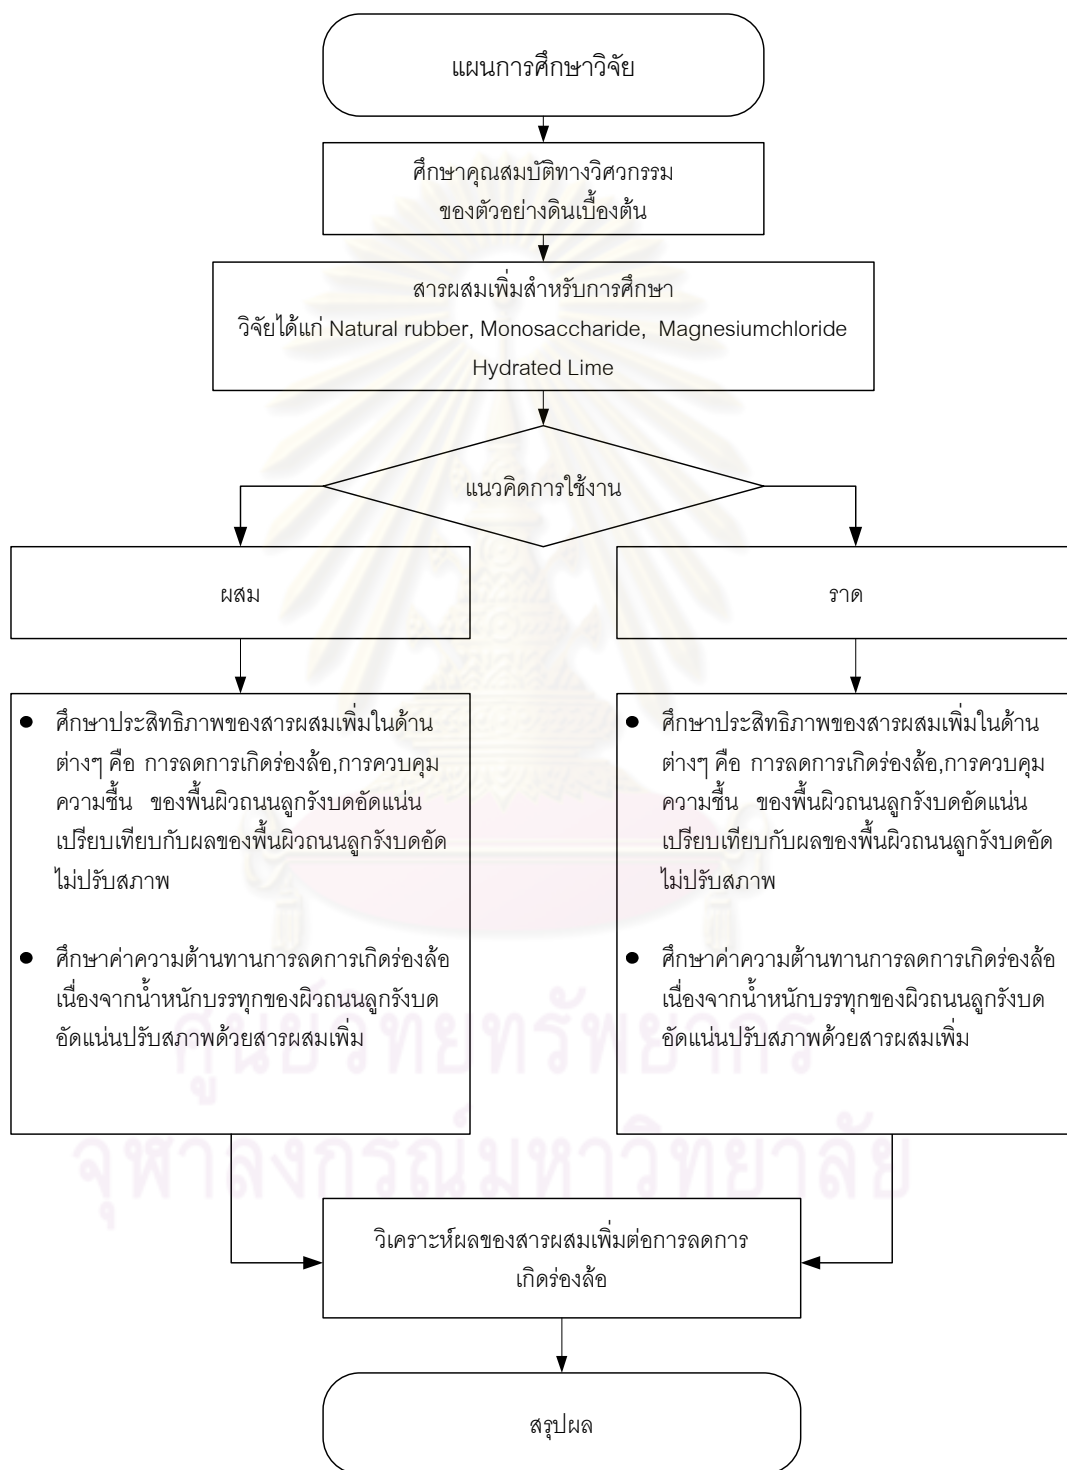 แผนการศึกษาวิจัย
ศึกษาคุณสมบัติทางวิศวกรรม
ของตัวอย่างดินเบื้องต้น
สารผสมเพิ่มสำหรับการศึกษา
วิจัยได้แก่ Natural rubber, Monosaccharide, Magnesiumchloride
Hydrated Lime
แนวคิดการใช้งาน
ผสม
ราด
● ศึกษาประสิทธิภาพของสารผสมเพิ่มในด้าน
ต่างๆ คือ การลดการเกิดร่องล้อ,การควบคุม
ความชื้น ของพื้นผิวถนนลูกรังบดอัดแน่น
เปรียบเทียบกับผลของพื้นผิวถนนลูกรังบดอัด
ไม่ปรับสภาพ
● ศึกษาค่าความต้านทานการลดการเกิดร่องล้อ
เนื่องจากน้ำหนักบรรทุกของผิวถนนลูกรังบด
อัดแน่นปรับสภาพด้วยสารผสมเพิ่ม
● ศึกษาประสิทธิภาพของสารผสมเพิ่มในด้าน
ต่างๆ คือ การลดการเกิดร่องล้อ,การควบคุม
ความชื้น ของพื้นผิวถนนลูกรังบดอัดแน่น
เปรียบเทียบกับผลของพื้นผิวถนนลูกรังบดอัด
ไม่ปรับสภาพ
● ศึกษาค่าความต้านทานการลดการเกิดร่องล้อ
เนื่องจากน้ำหนักบรรทุกของผิวถนนลูกรังบด
อัดแน่นปรับสภาพด้วยสารผสมเพิ่ม
ศูนย์วิทยทรัพยากร
จุฬาลงกรณ์มหาวิทยาลัย
วิเคราะห์ผลของสารผสมเพิ่มต่อการลดการ
เกิดร่องล้อ
สรุปผล